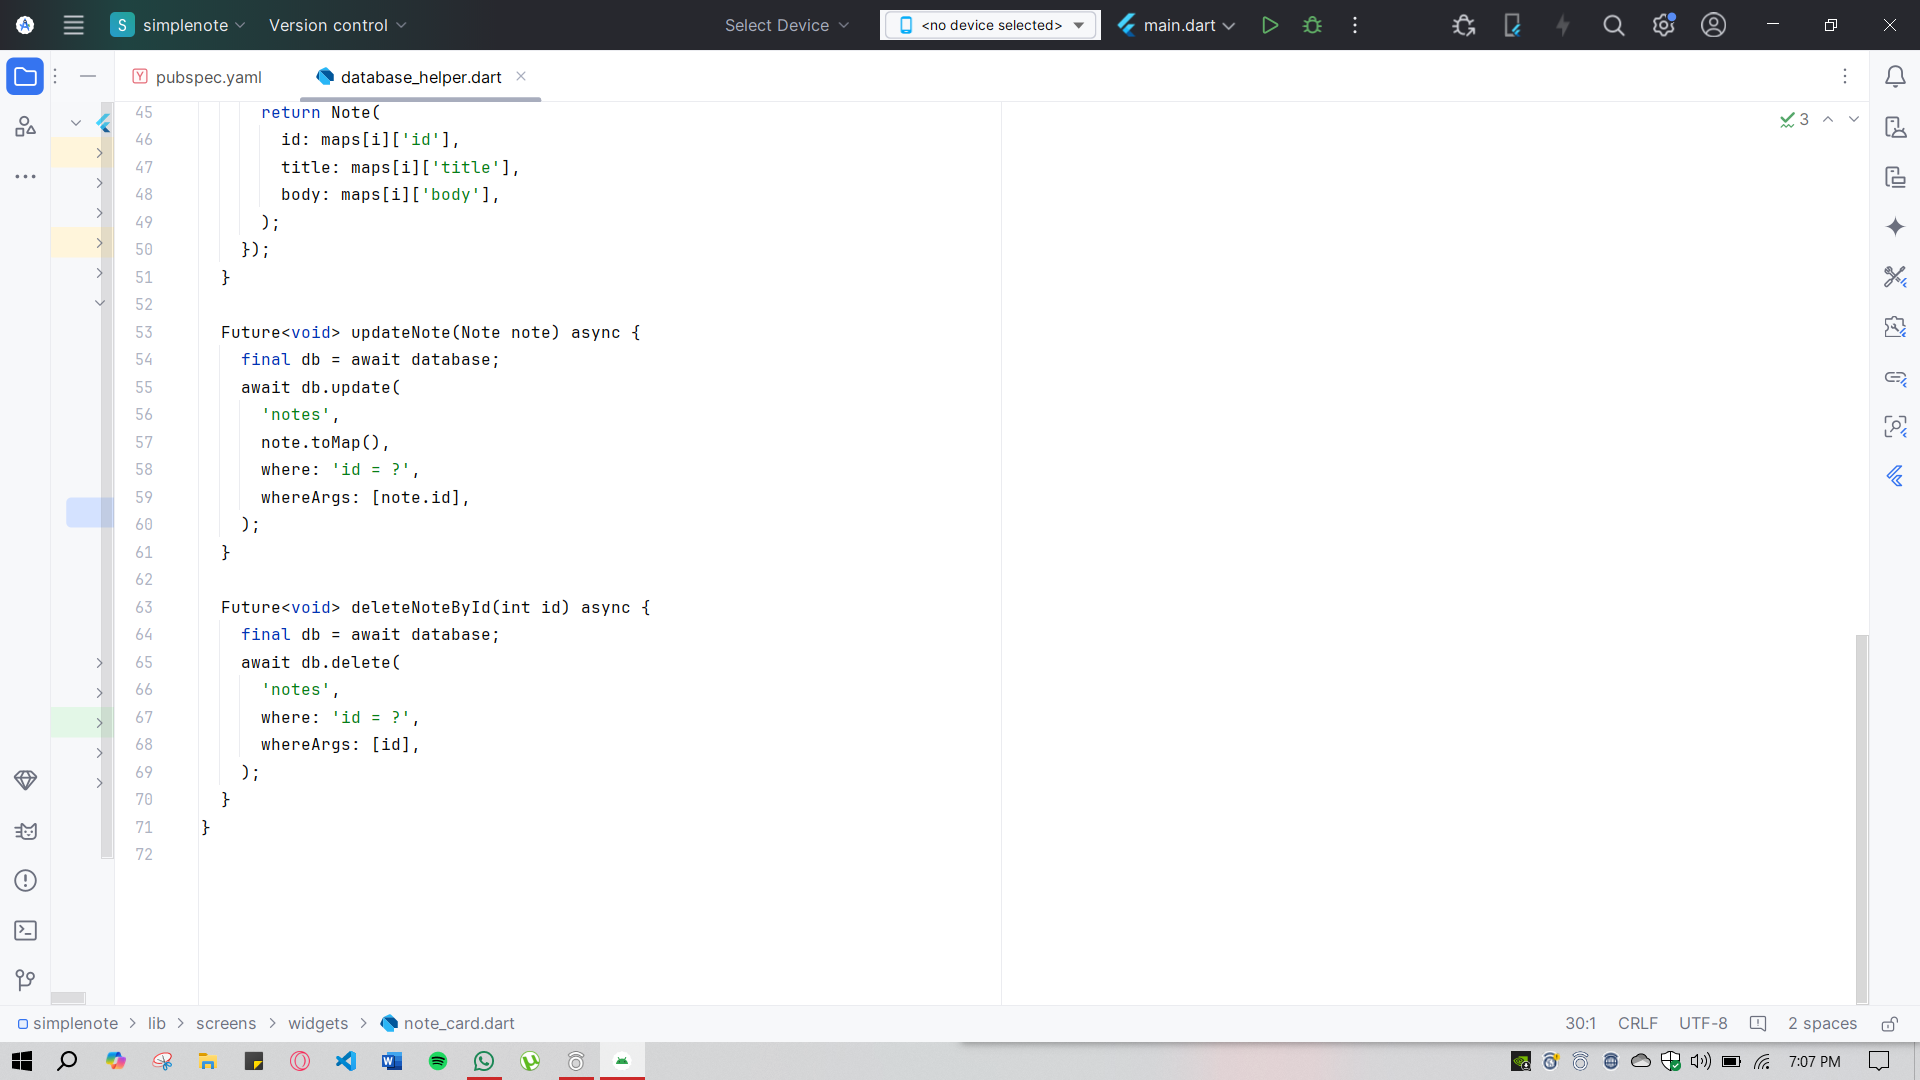 S simplenote Version control Select Device <no device selected> main.dart
pubspec.yaml database_helper.dart
45 return Note(
46 id: maps[i]['id'],
47 title: maps[i]['title'],
48 body: maps[i]['body'],
49 );
50 });
51 }
52
53 Future<void> updateNote(Note note) async {
54 final db = await database;
55 await db.update(
56 'notes',
57 note.toMap(),
58 where: 'id = ?',
59 whereArgs: [note.id],
60 );
61 }
62
63 Future<void> deleteNoteById(int id) async {
64 final db = await database;
65 await db.delete(
66 'notes',
67 where: 'id = ?',
68 whereArgs: [id],
69 );
70 }
71 }
72
3
simplenote > lib > screens > widgets > note_card.dart 30:1 CRLF UTF-8 2 spaces
7:07 PM